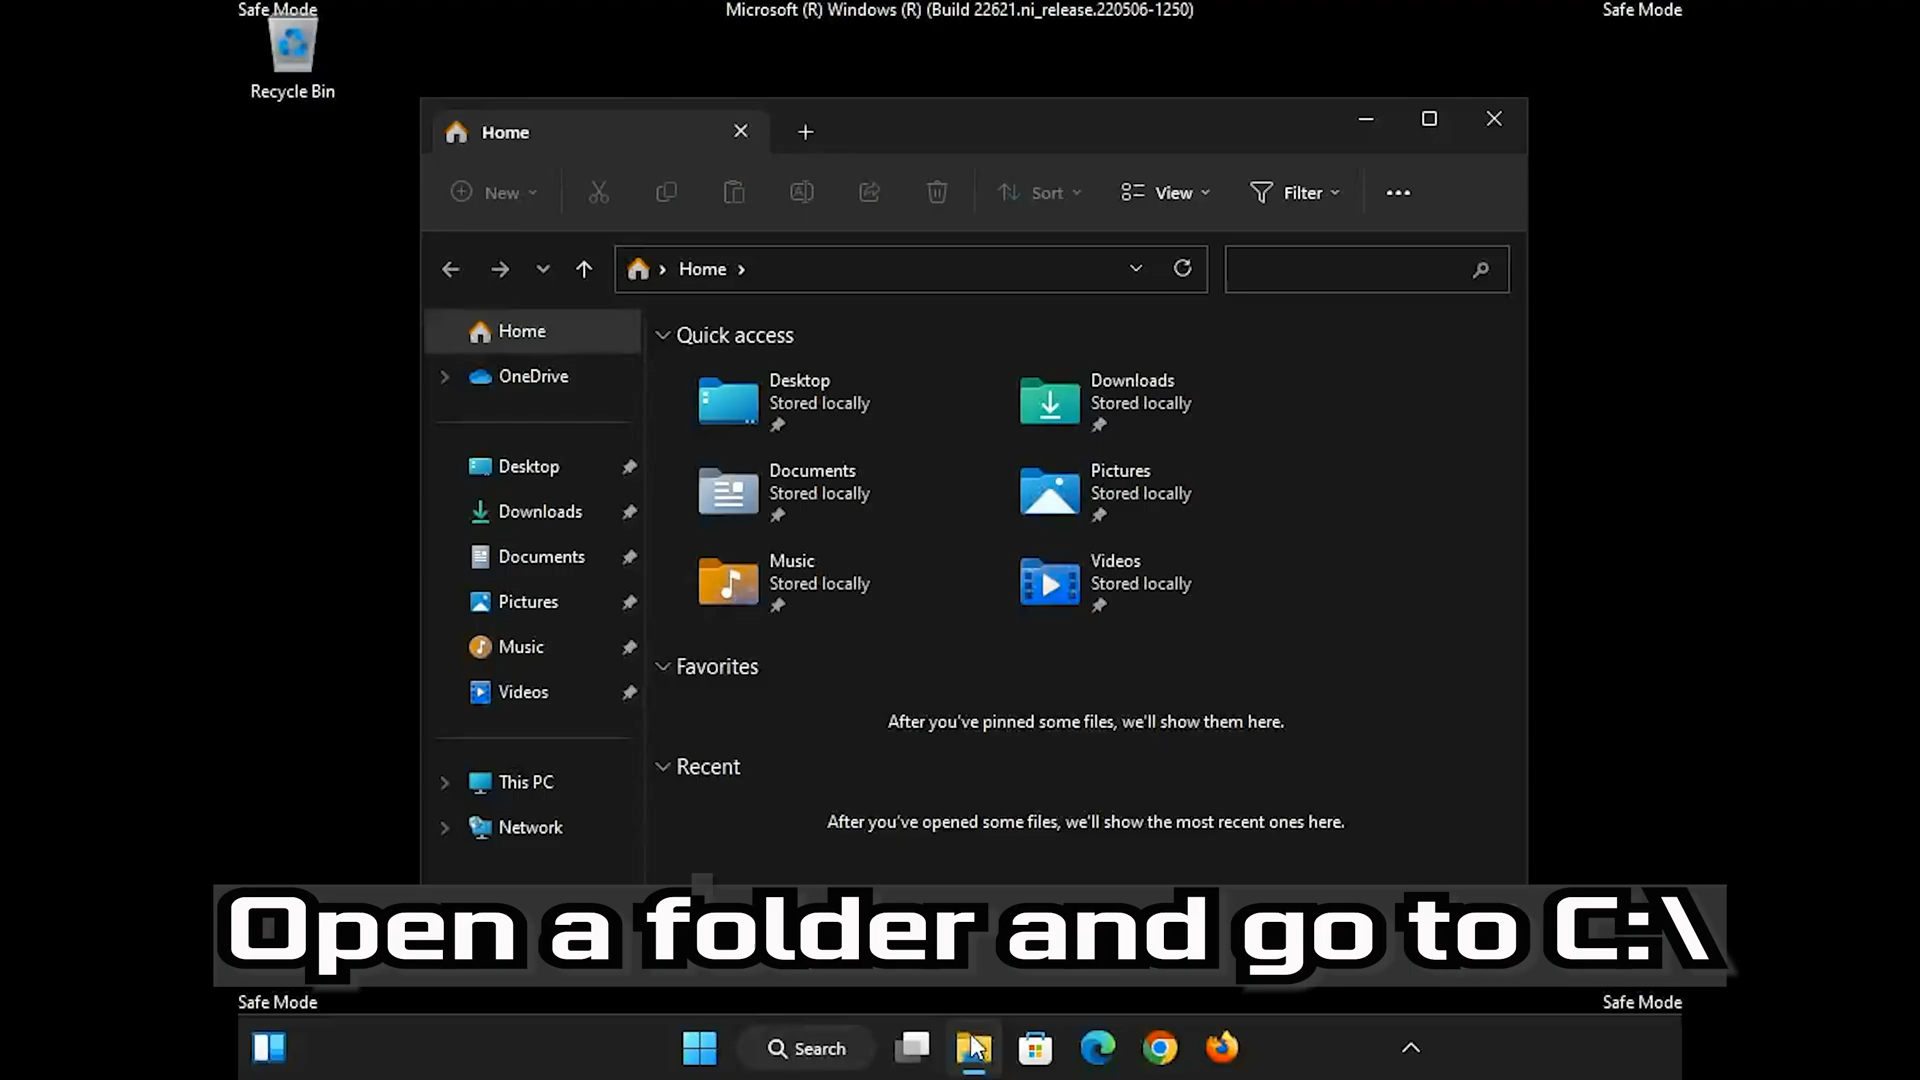 Safe Mode
Microsoft (R) Windows (R) (Build 22621.ni_release.220506-1250)
Safe Mode
Recycle Bin
Home
New
Sort
View
Filter
Home
Home
OneDrive
Desktop
Downloads
Documents
Pictures
Music
Videos
This PC
Network
Quick access
Desktop
Stored locally
Downloads
Stored locally
Documents
Stored locally
Pictures
Stored locally
Music
Stored locally
Videos
Stored locally
Favorites
After you've pinned some files, we'll show them here.
Recent
After you've opened some files, we'll show the most recent ones here.
Open a folder and go to C:\
Safe Mode
Safe Mode
Search